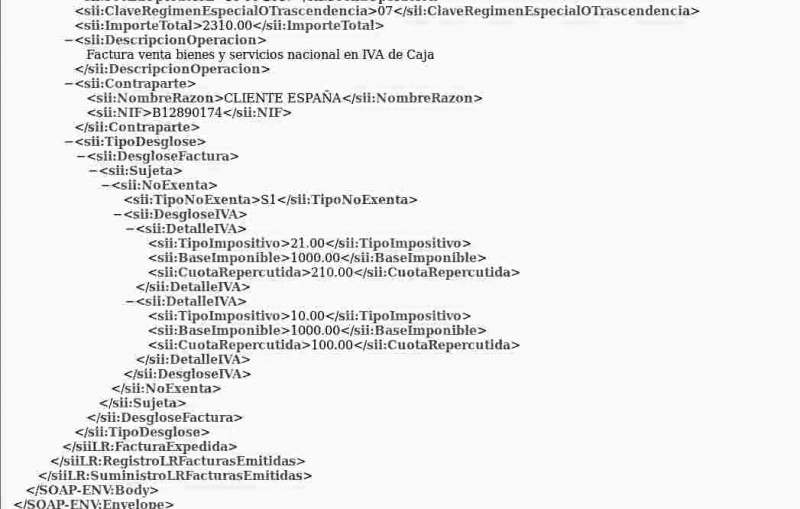 <sii:ClaveRegimenEspecialOTrascendencia>07</sii:ClaveRegimenEspecialOTrascendencia>
<sii:ImporteTotal>2310.00</sii:ImporteTotal>
−<sii:DescripcionOperacion>
Factura venta bienes y servicios nacional en IVA de Caja
</sii:DescripcionOperacion>
−<sii:Contraparte>
<sii:NombreRazon>CLIENTE ESPAÑA</sii:NombreRazon>
<sii:NIF>B12890174</sii:NIF>
</sii:Contraparte>
−<sii:TipoDesglose>
−<sii:DesgloseFactura>
−<sii:Sujeta>
−<sii:NoExenta>
<sii:TipoNoExenta>S1</sii:TipoNoExenta>
−<sii:DesgloseIVA>
−<sii:DetalleIVA>
<sii:TipoImpositivo>21.00</sii:TipoImpositivo>
<sii:BaseImponible>1000.00</sii:BaseImponible>
<sii:CuotaRepercutida>210.00</sii:CuotaRepercutida>
</sii:DetalleIVA>
−<sii:DetalleIVA>
<sii:TipoImpositivo>10.00</sii:TipoImpositivo>
<sii:BaseImponible>1000.00</sii:BaseImponible>
<sii:CuotaRepercutida>100.00</sii:CuotaRepercutida>
</sii:DetalleIVA>
</sii:DesgloseIVA>
</sii:NoExenta>
</sii:Sujeta>
</sii:DesgloseFactura>
</sii:TipoDesglose>
</siiLR:FacturaExpedida>
</siiLR:RegistroLRFacturasEmitidas>
</siiLR:SuministroLRFacturasEmitidas>
</SOAP-ENV:Body>
</SOAP-ENV:Envelope>